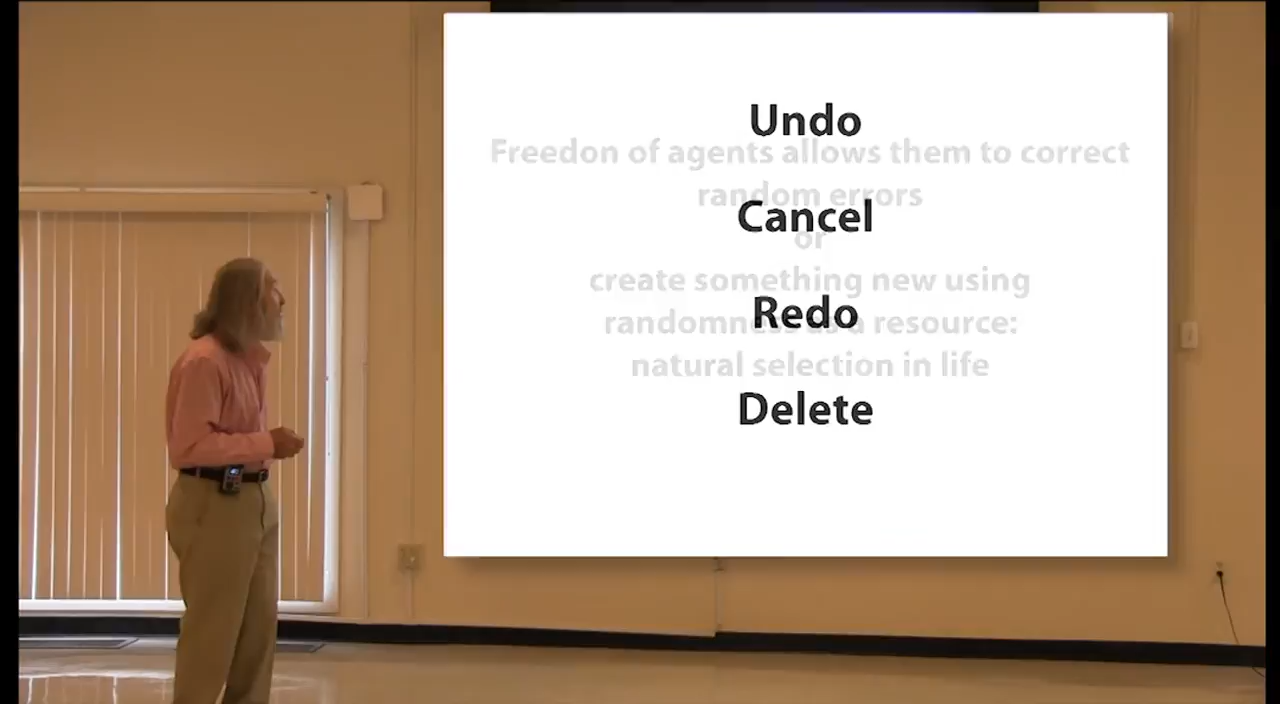 Undo
Freedon of agents allows them to correct
random errors
Cancel
or
create something new using
Redo
randomness as a resource:
natural selection in life
Delete